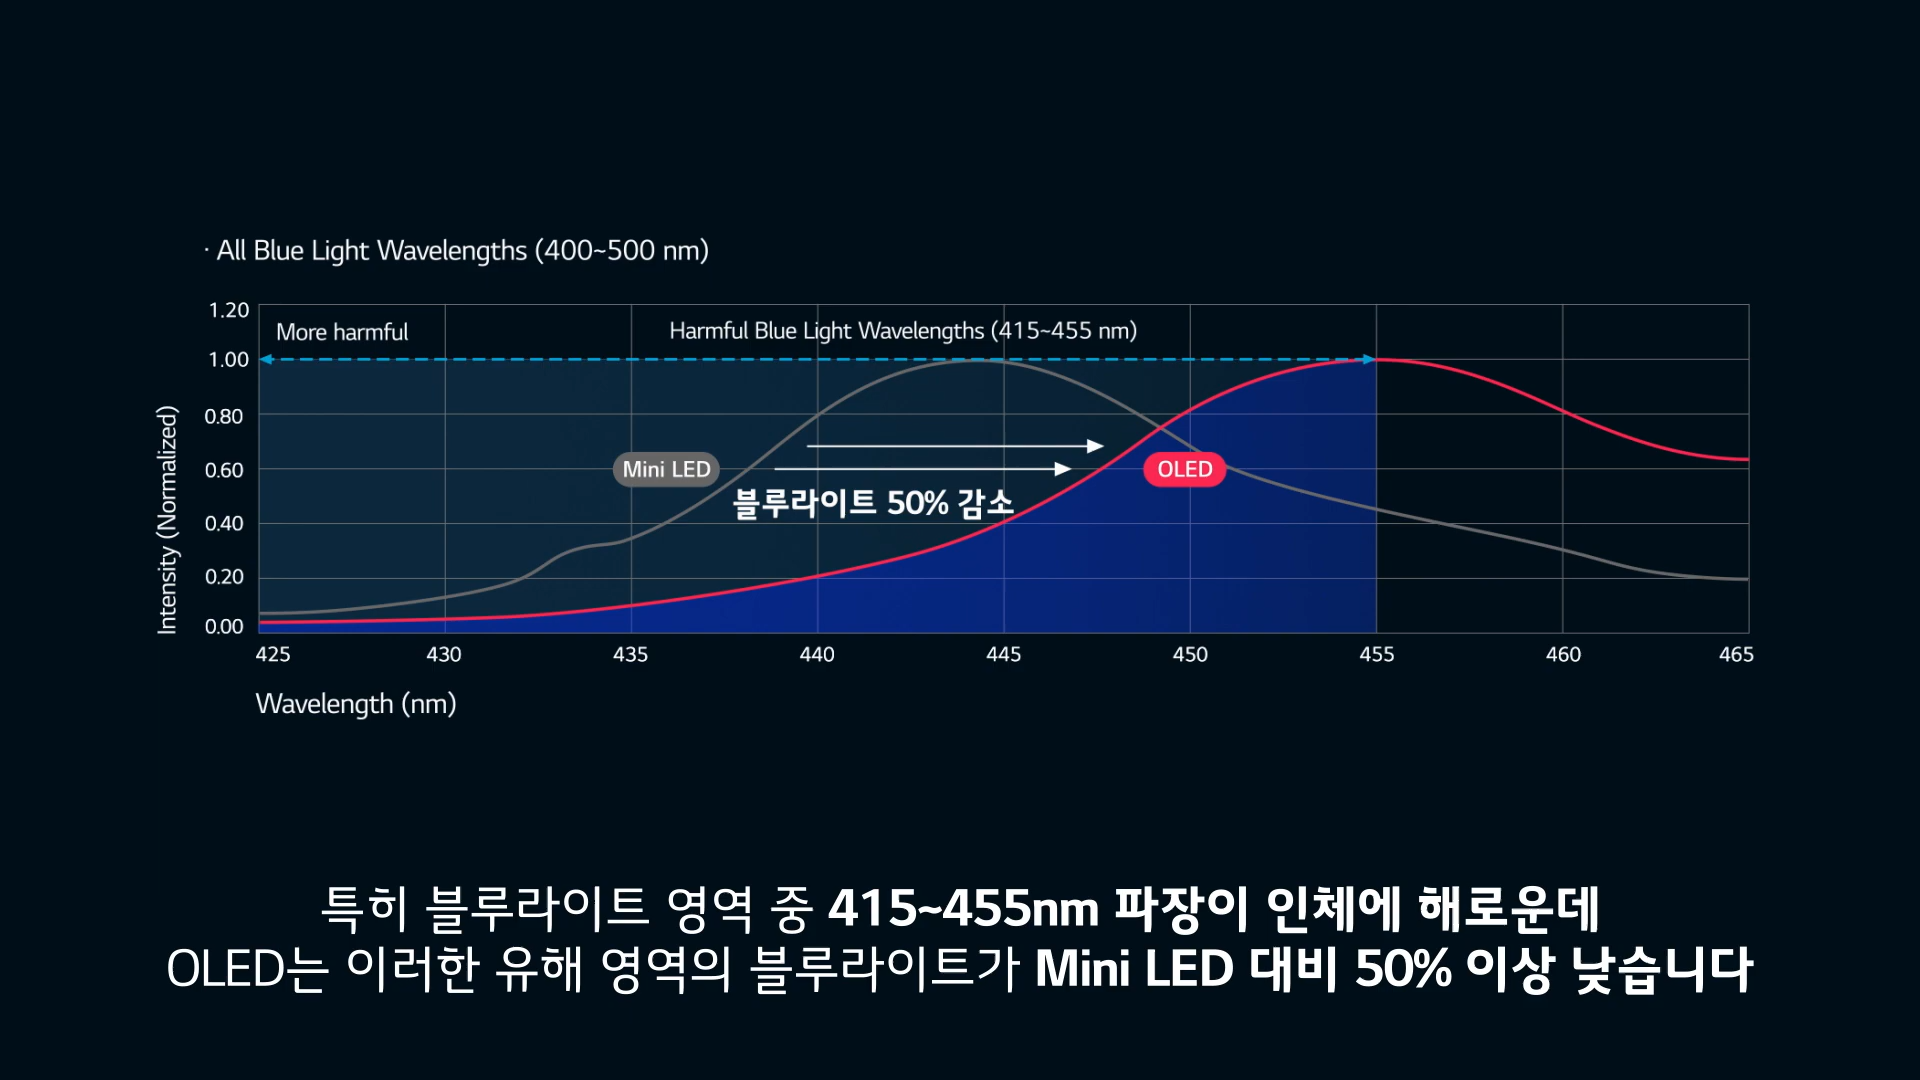 · All Blue Light Wavelengths (400~500 nm)
1.20
More harmful
Harmful Blue Light Wavelengths (415~455 nm)
1.00
0.80
Mini LED
0.60
OLED
블루라이트 50% 감소
0.40
0.20
0.00
Intensity (Normalized)
425 430 435 440 445 450 455 460 465
Wavelength (nm)
특히 블루라이트 영역 중 415~455nm 파장이 인체에 해로운데
OLED는 이러한 유해 영역의 블루라이트가 Mini LED 대비 50% 이상 낮습니다